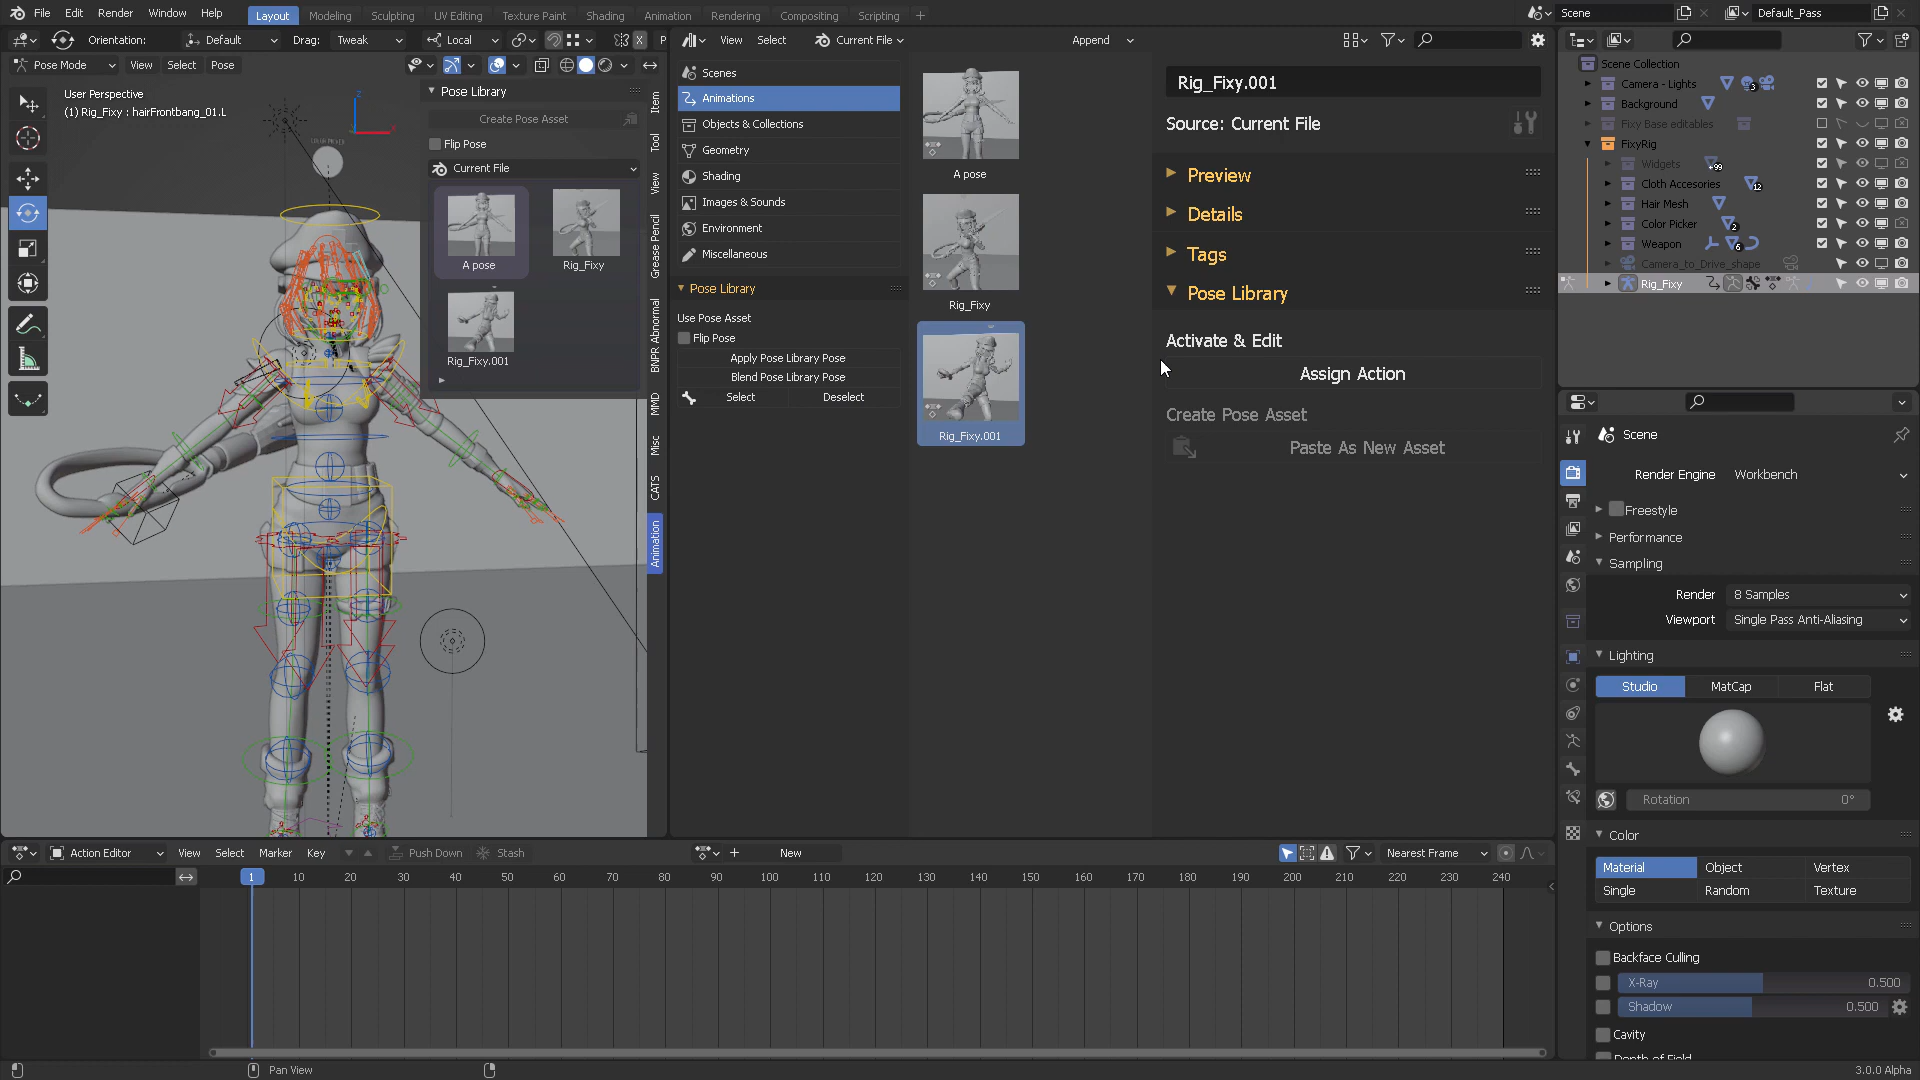 File Edit Render Window Help Layout Modeling Sculpting UV Editing Texture Paint Shading Animation Rendering Compositing Scripting + Scene Default_Pass
Orientation: Default Drag: Tweak Local X P View Select Current File Append
Pose Mode View Select Pose
User Perspective
(1) Rig_Fixy : hairFrontbang_01.L
Pose Library
Create Pose Asset
Flip Pose
Current File
A pose
Rig_Fixy
Rig_Fixy.001
Item
Tool
View
Grease Pencil
BNPR Abnormal
MMD
Misc
CATS
Animation
Scenes
Animations
Objects & Collections
Geometry
Shading
Images & Sounds
Environment
Miscellaneous
Pose Library
Use Pose Asset
Flip Pose
Apply Pose Library Pose
Blend Pose Library Pose
Select Deselect
A pose
Rig_Fixy
Rig_Fixy.001
Rig_Fixy.001
Source: Current File
Preview
Details
Tags
Pose Library
Activate & Edit
Assign Action
Create Pose Asset
Paste As New Asset
Scene Collection
Camera - Lights 3
Background
Fixy Base editables
FixyRig
Widgets +99
Cloth Accesories 12
Hair Mesh
Color Picker 2
Weapon 6
Camera_to_Drive_shape
Rig_Fixy
Scene
Render Engine Workbench
Freestyle
Performance
Sampling
Render 8 Samples
Viewport Single Pass Anti-Aliasing
Lighting
Studio MatCap Flat
Rotation 0°
Color
Material Object Vertex
Single Random Texture
Options
Backface Culling
X-Ray 0.500
Shadow 0.500
Cavity
Depth of Field
Action Editor View Select Marker Key Push Down Stash + New Nearest Frame
1 10 20 30 40 50 60 70 80 90 100 110 120 130 140 150 160 170 180 190 200 210 220 230 240
Pan View
3.0.0 Alpha